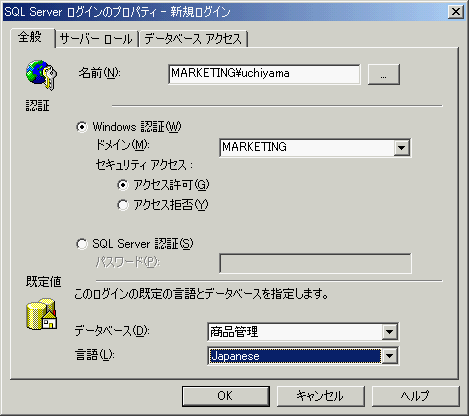 SQL Server ログインのプロパティ - 新規ログイン
全般 サーバー ロール データベース アクセス
名前(N): MARKETING¥uchiyama ...
認証
Windows 認証(W)
ドメイン(M): MARKETING
セキュリティ アクセス :
アクセス許可(G)
アクセス拒否(Y)
SQL Server 認証(S)
パスワード(P):
既定値
このログインの既定の言語とデータベースを指定します。
データベース(D): 商品管理
言語(L): Japanese
OK キャンセル ヘルプ